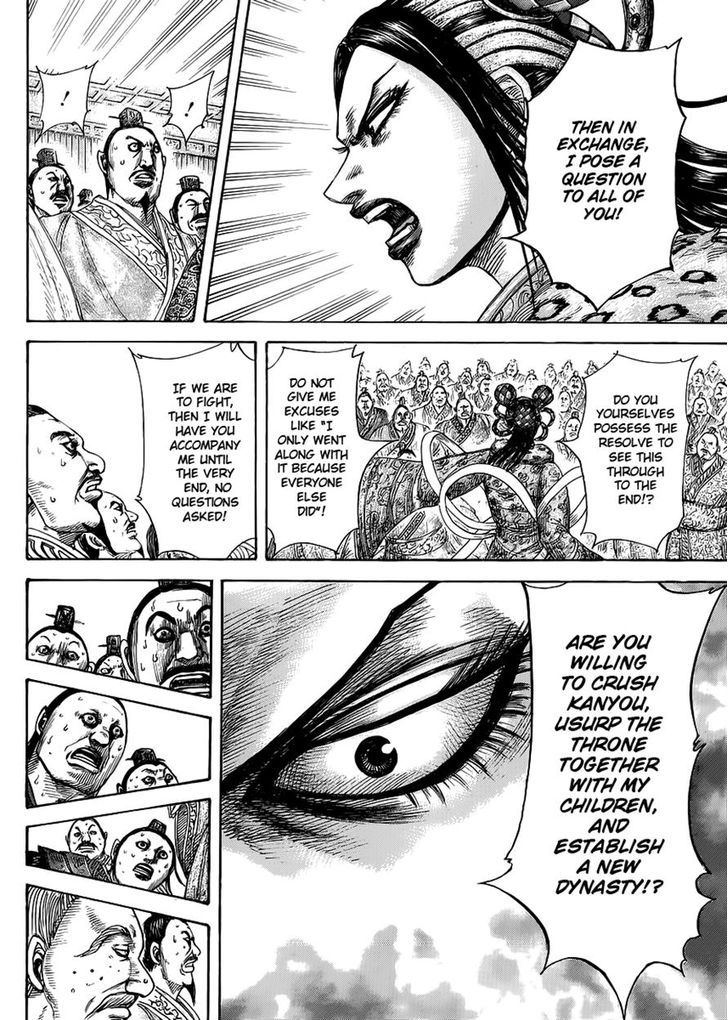 THEN IN
EXCHANGE,
I POSE A
QUESTION
TO ALL OF
YOU!
!
!
DO YOU
YOURSELVES
POSSESS THE
RESOLVE TO
SEE THIS
THROUGH
TO THE
END!?
DO NOT
GIVE ME
EXCUSES
LIKE "I
ONLY WENT
ALONG WITH
IT BECAUSE
EVERYONE
ELSE
DID"!
IF WE ARE
TO FIGHT,
THEN I WILL
HAVE YOU
ACCOMPANY
ME UNTIL
THE VERY
END, NO
QUESTIONS
ASKED!
ARE YOU
WILLING
TO CRUSH
KANYOU,
USURP THE
THRONE
TOGETHER
WITH MY
CHILDREN,
AND
ESTABLISH
A NEW
DYNASTY!?